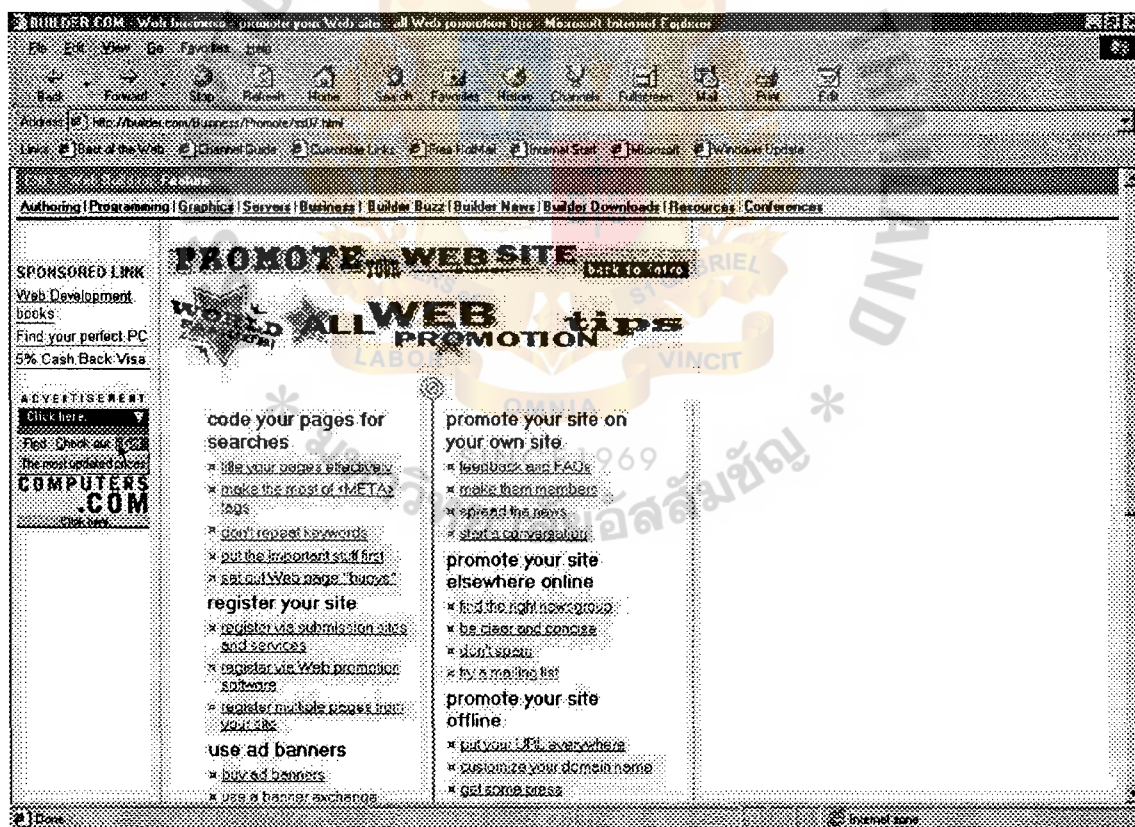 BUILDER.COM - Web business - promote your Web site - all Web promotion tips - Microsoft Internet Explorer
File Edit View Go Favorites Help
Back Forward Stop Refresh Home Search Favorites History Channels Fullscreen Mail Print Edit
Address http://builder.com/Business/Promote/ss07.html
Links Best of the Web Channel Guide Customize Links Free HotMail Internet Start Microsoft Windows Update
Feature
Authoring | Programming | Graphics | Servers | Business | Builder Buzz | Builder News | Builder Downloads | Resources | Conferences
PROMOTE YOUR WEB SITE back to intro
ALL WEB PROMOTION tips
SPONSORED LINK
Web Development
books
Find your perfect PC
5% Cash Back Visa
ADVERTISEMENT
Click here.
The most updated prices
COMPUTERS
.COM
Click here
code your pages for
searches
title your pages effectively
make the most of <META>
tags
don't repeat keywords
put the important stuff first
set out Web page "buoys"
register your site
register via submission sites
and services
register via Web promotion
software
register multiple pages from
your site
use ad banners
buy ad banners
use a banner exchange
promote your site on
your own site
feedback and FAQs
make them members
spread the news
start a conversation
promote your site
elsewhere online
find the right newsgroup
be clear and concise
don't spam
try a mailing list
promote your site
offline
put your URL everywhere
customize your domain name
get some press
Done
Internet zone
LABOR
VINCIT
OMNIA
ST GABRIEL
1969